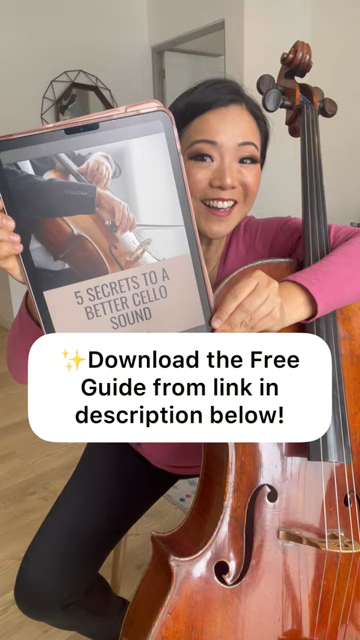 5 SECRETS TO A
BETTER CELLO
SOUND
✨Download the Free
Guide from link in
description below!